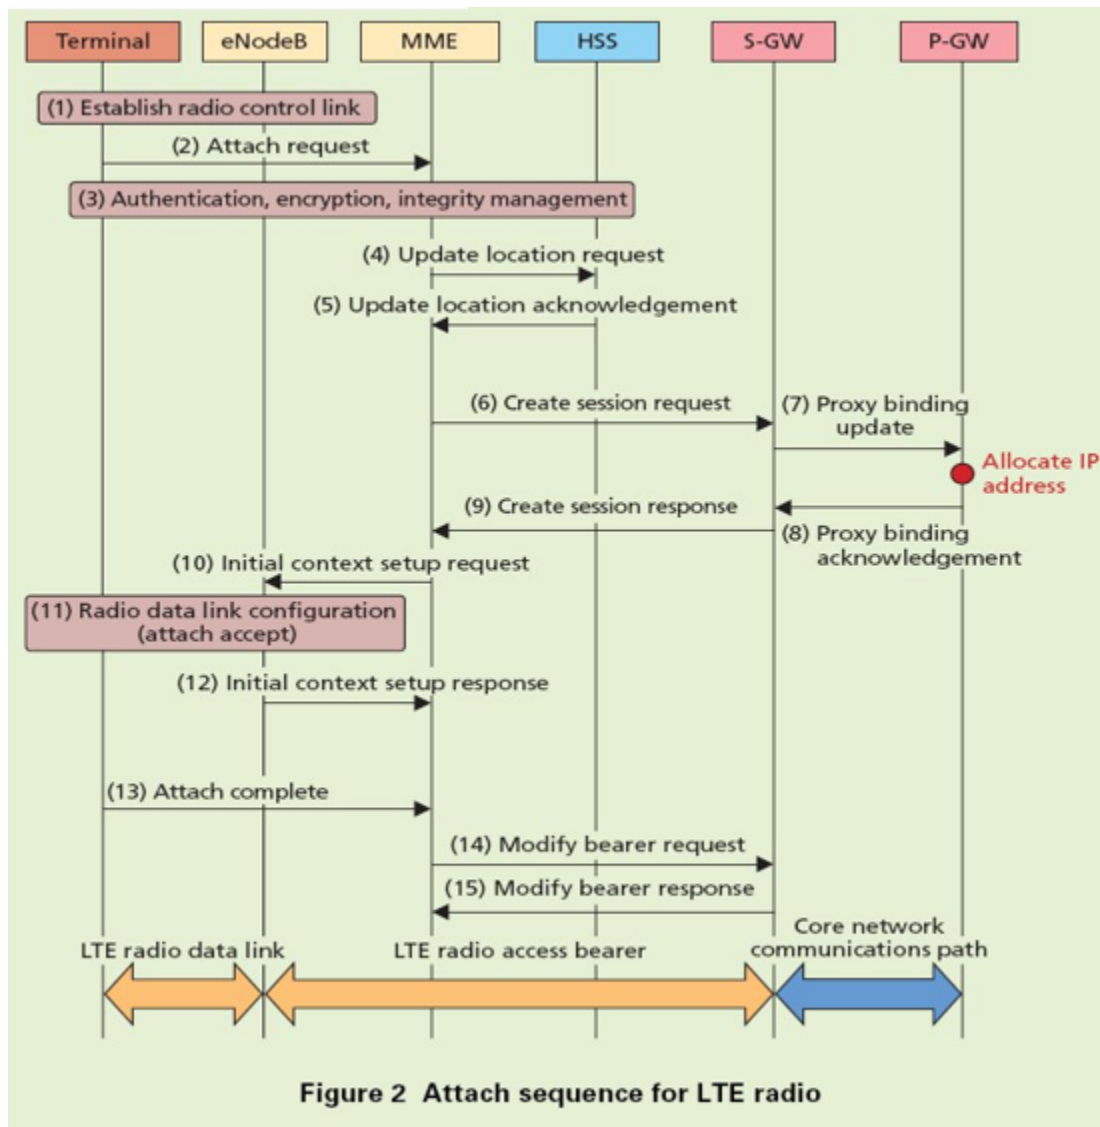 Terminal
eNodeB
MME
HSS
S-GW
P-GW
(1) Establish radio control link
(2) Attach request
(3) Authentication, encryption, integrity management
(4) Update location request
(5) Update location acknowledgement
(6) Create session request
(7) Proxy binding
update
Allocate IP
address
(9) Create session response
(8) Proxy binding
acknowledgement
(10) Initial context setup request
(11) Radio data link configuration
(attach accept)
(12) Initial context setup response
(13) Attach complete
(14) Modify bearer request
(15) Modify bearer response
LTE radio data link
LTE radio access bearer
Core network
communications path
Figure 2 Attach sequence for LTE radio